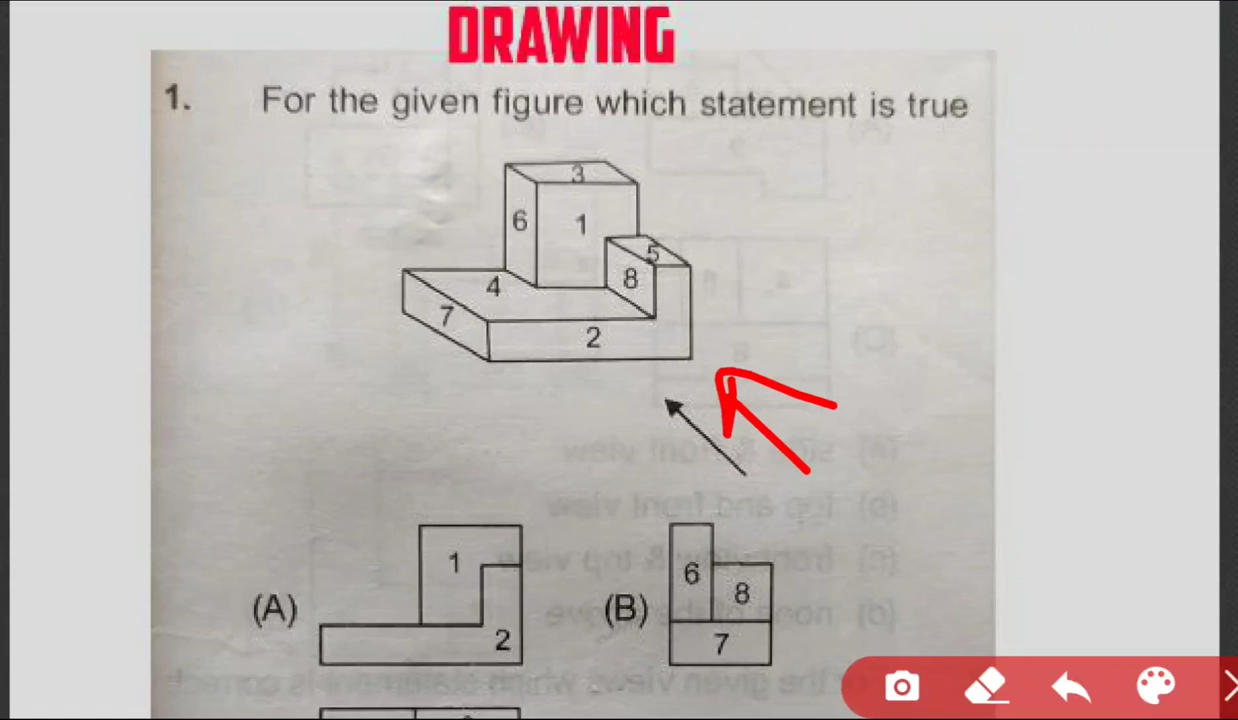 DRAWING
1. For the given figure which statement is true
3
6 1
5
4 8
7
2
(A) 1 2
(B) 6 8 7